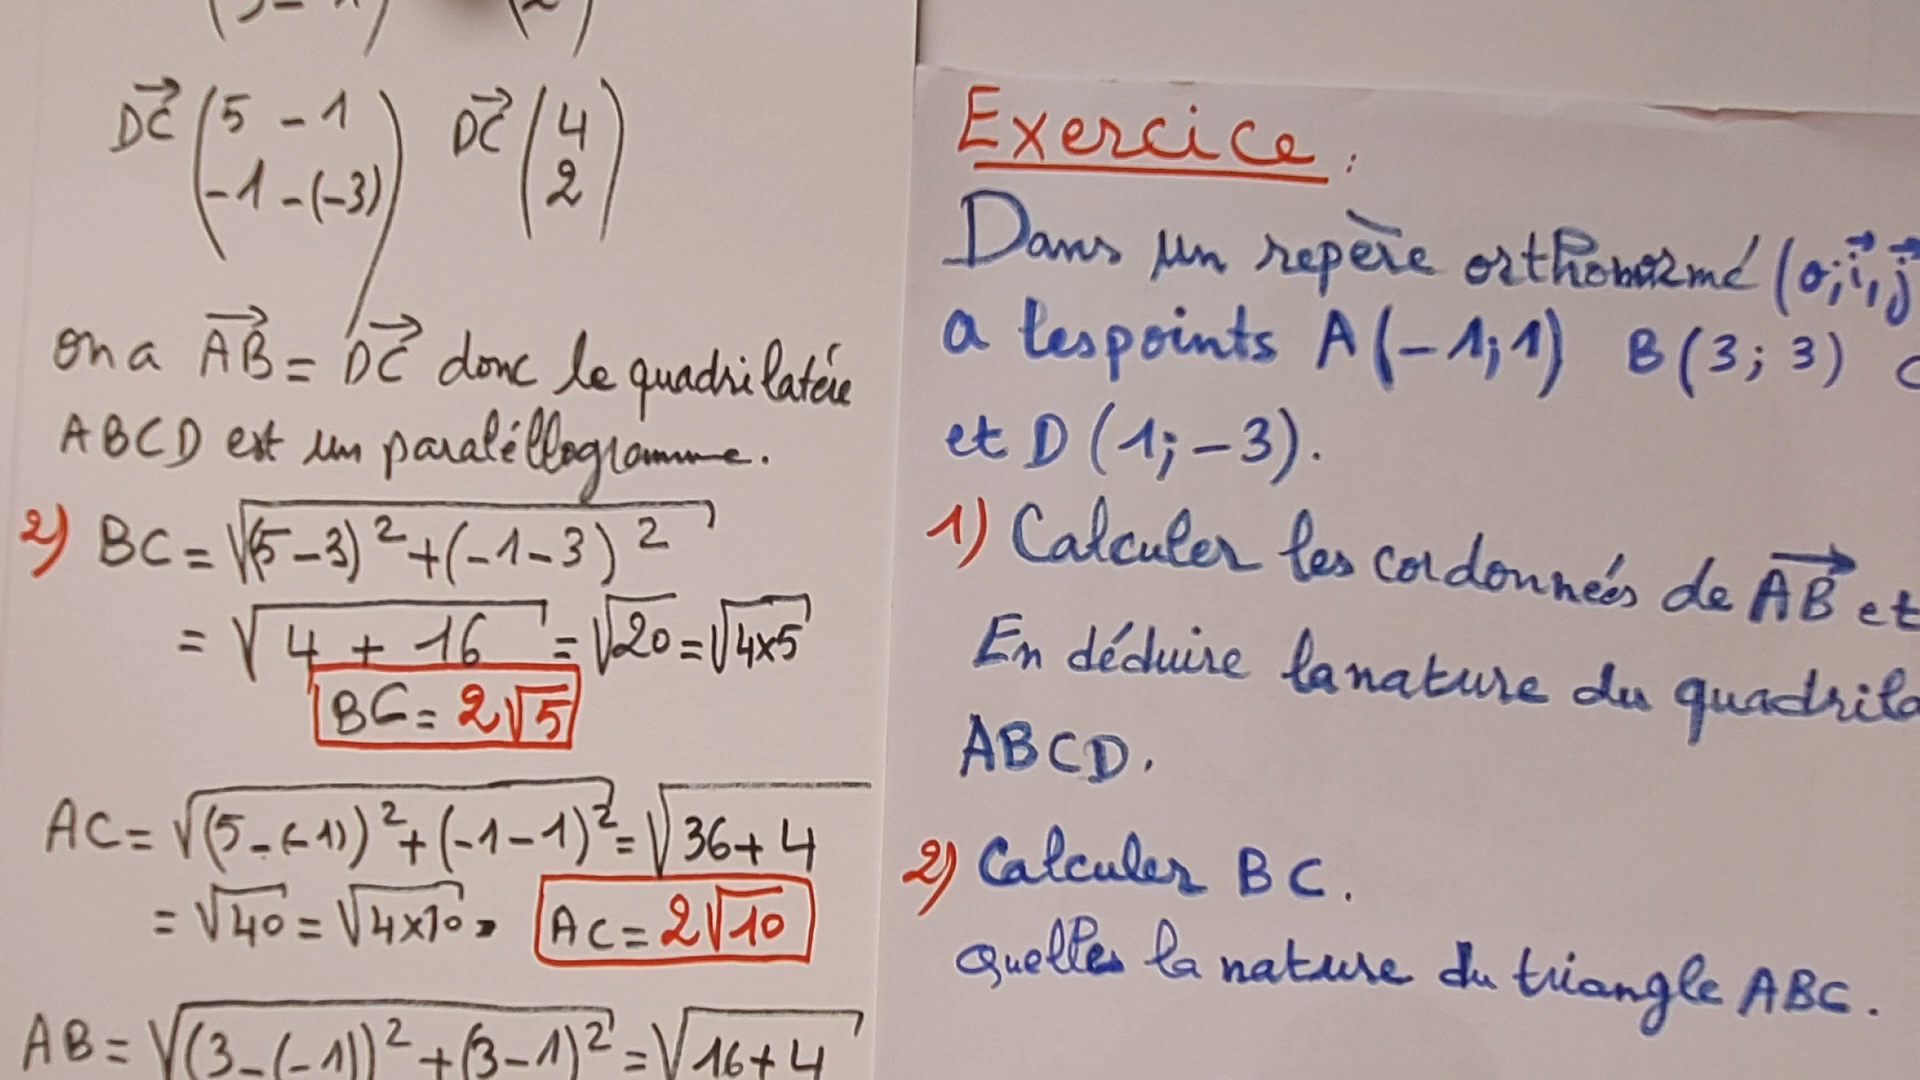 DC→ (5 - 1 / -1 - (-3)) DC→ (4 / 2)
on a AB→ = DC→ donc le quadrilatère
ABCD est un paraléllogramme.
2) BC = √((5-3)² + (-1-3)²)
= √(4 + 16) = √20 = √(4×5)
BC = 2√5
AC = √((5-(-1))² + (-1-1)²) = √(36+4)
= √40 = √(4×10) AC = 2√10
AB = √((3-(-1))² + (3-1)²) = √(16+4)
Exercice :
Dans un repère orthonormé (o; i→, j→
a les points A(-1; 1) B(3; 3) C
et D (1; -3).
1) Calculer les cordonnés de AB→ et
En déduire la nature du quadrila
ABCD.
2) Calculer BC.
quelles la nature du triangle ABC.